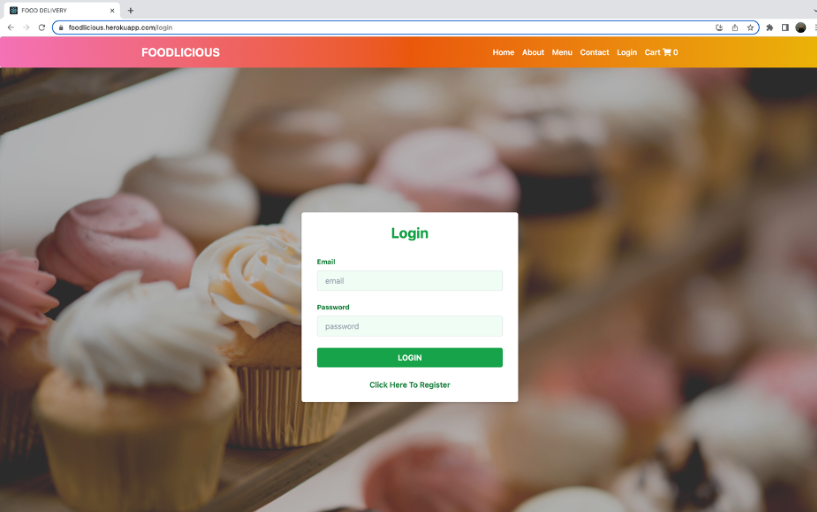 FOOD DELIVERY
foodlicious.herokuapp.com/login
FOODLICIOUS
Home About Menu Contact Login Cart 0
Login
Email
email
Password
password
LOGIN
Click Here To Register